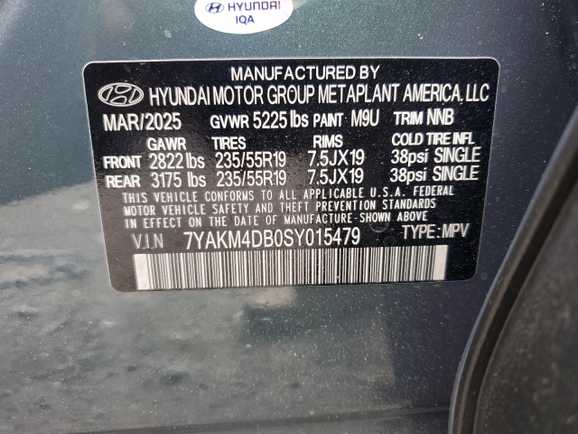 HYUNDAI
IQA
MANUFACTURED BY
HYUNDAI MOTOR GROUP METAPLANT AMERICA, LLC
MAR/2025 GVWR 5225 lbs PAINT M9U TRIM NNB
GAWR TIRES RIMS COLD TIRE INFL
FRONT 2822 lbs 235/55R19 7.5JX19 38psi SINGLE
REAR 3175 lbs 235/55R19 7.5JX19 38psi SINGLE
THIS VEHICLE CONFORMS TO ALL APPLICABLE U.S.A. FEDERAL
MOTOR VEHICLE SAFETY AND THEFT PREVENTION STANDARDS
IN EFFECT ON THE DATE OF MANUFACTURE-SHOWN ABOVE
V.I.N 7YAKM4DB0SY015479 TYPE: MPV